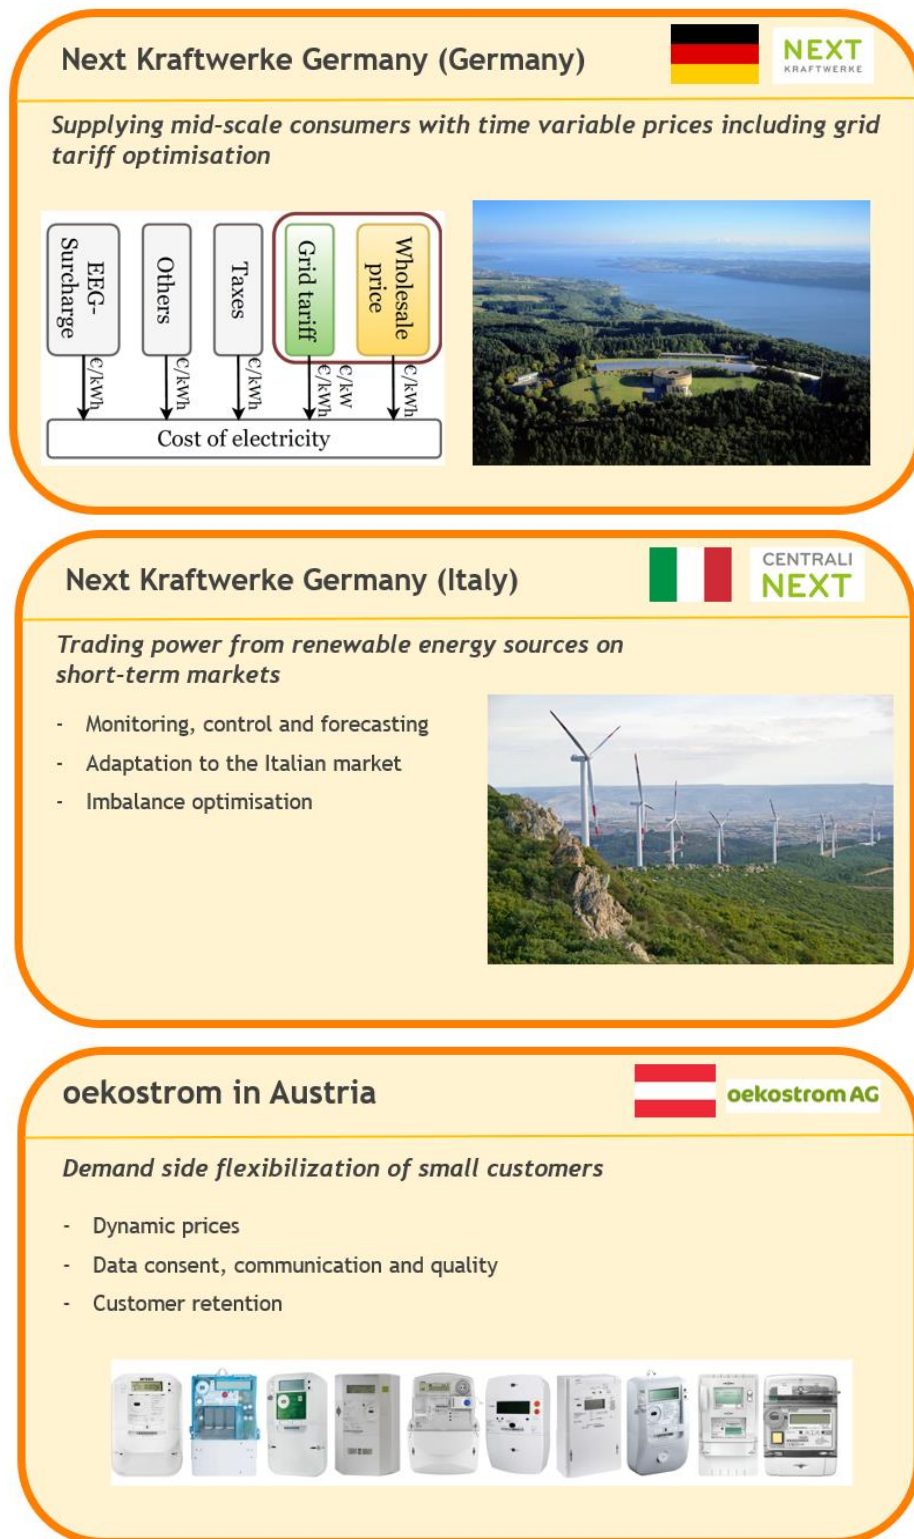 Next Kraftwerke Germany (Germany)
NEXT
KRAFTWERKE
Supplying mid-scale consumers with time variable prices including grid
tariff optimisation
EEG-
Surcharge
Others
Taxes
Grid tariff
Wholesale
price
€/kWh
€/kWh
€/kWh
€/kW
€/kWh
€/kWh
Cost of electricity
Next Kraftwerke Germany (Italy)
CENTRALI
NEXT
Trading power from renewable energy sources on
short-term markets
- Monitoring, control and forecasting
- Adaptation to the Italian market
- Imbalance optimisation
oekostrom in Austria
oekostrom AG
Demand side flexibilization of small customers
- Dynamic prices
- Data consent, communication and quality
- Customer retention